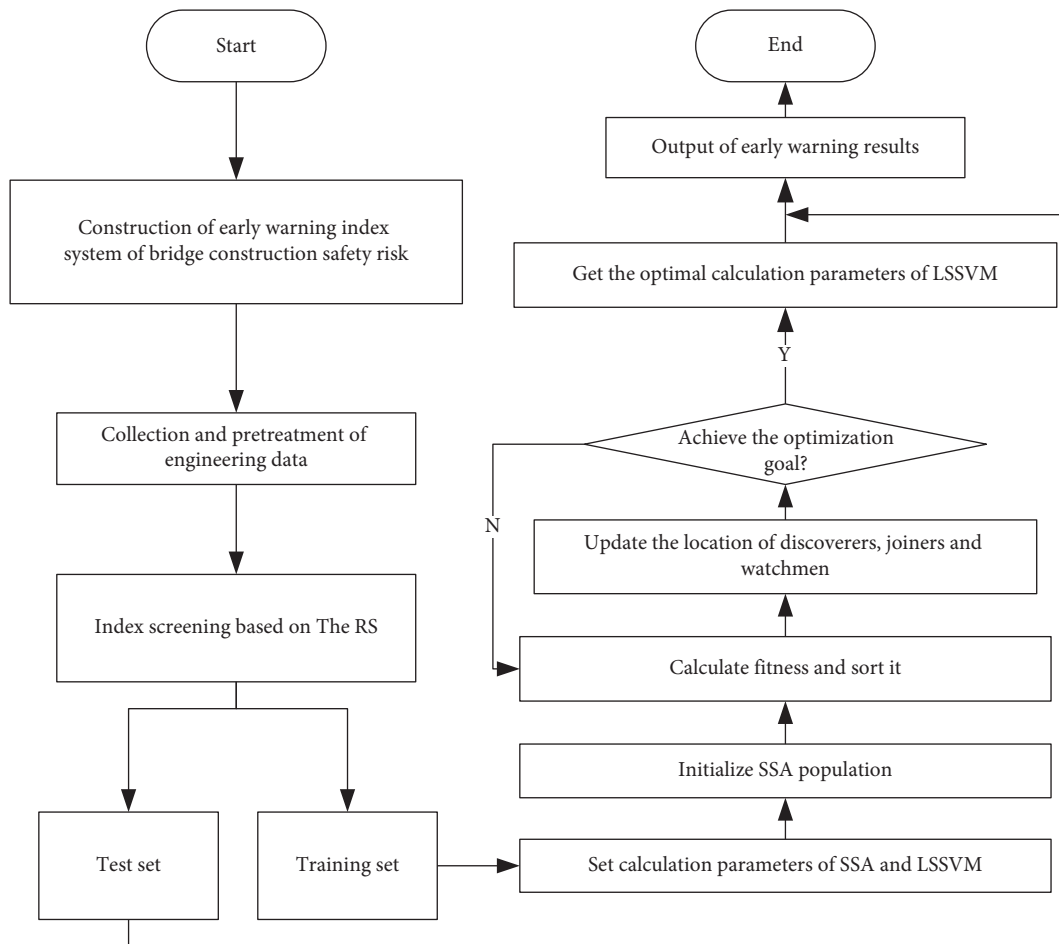 Start
Construction of early warning index
system of bridge construction safety risk
Collection and pretreatment of
engineering data
Index screening based on The RS
Test set
Training set
End
Output of early warning results
Get the optimal calculation parameters of LSSVM
Y
Achieve the optimization
goal?
N
Update the location of discoverers, joiners and
watchmen
Calculate fitness and sort it
Initialize SSA population
Set calculation parameters of SSA and LSSVM